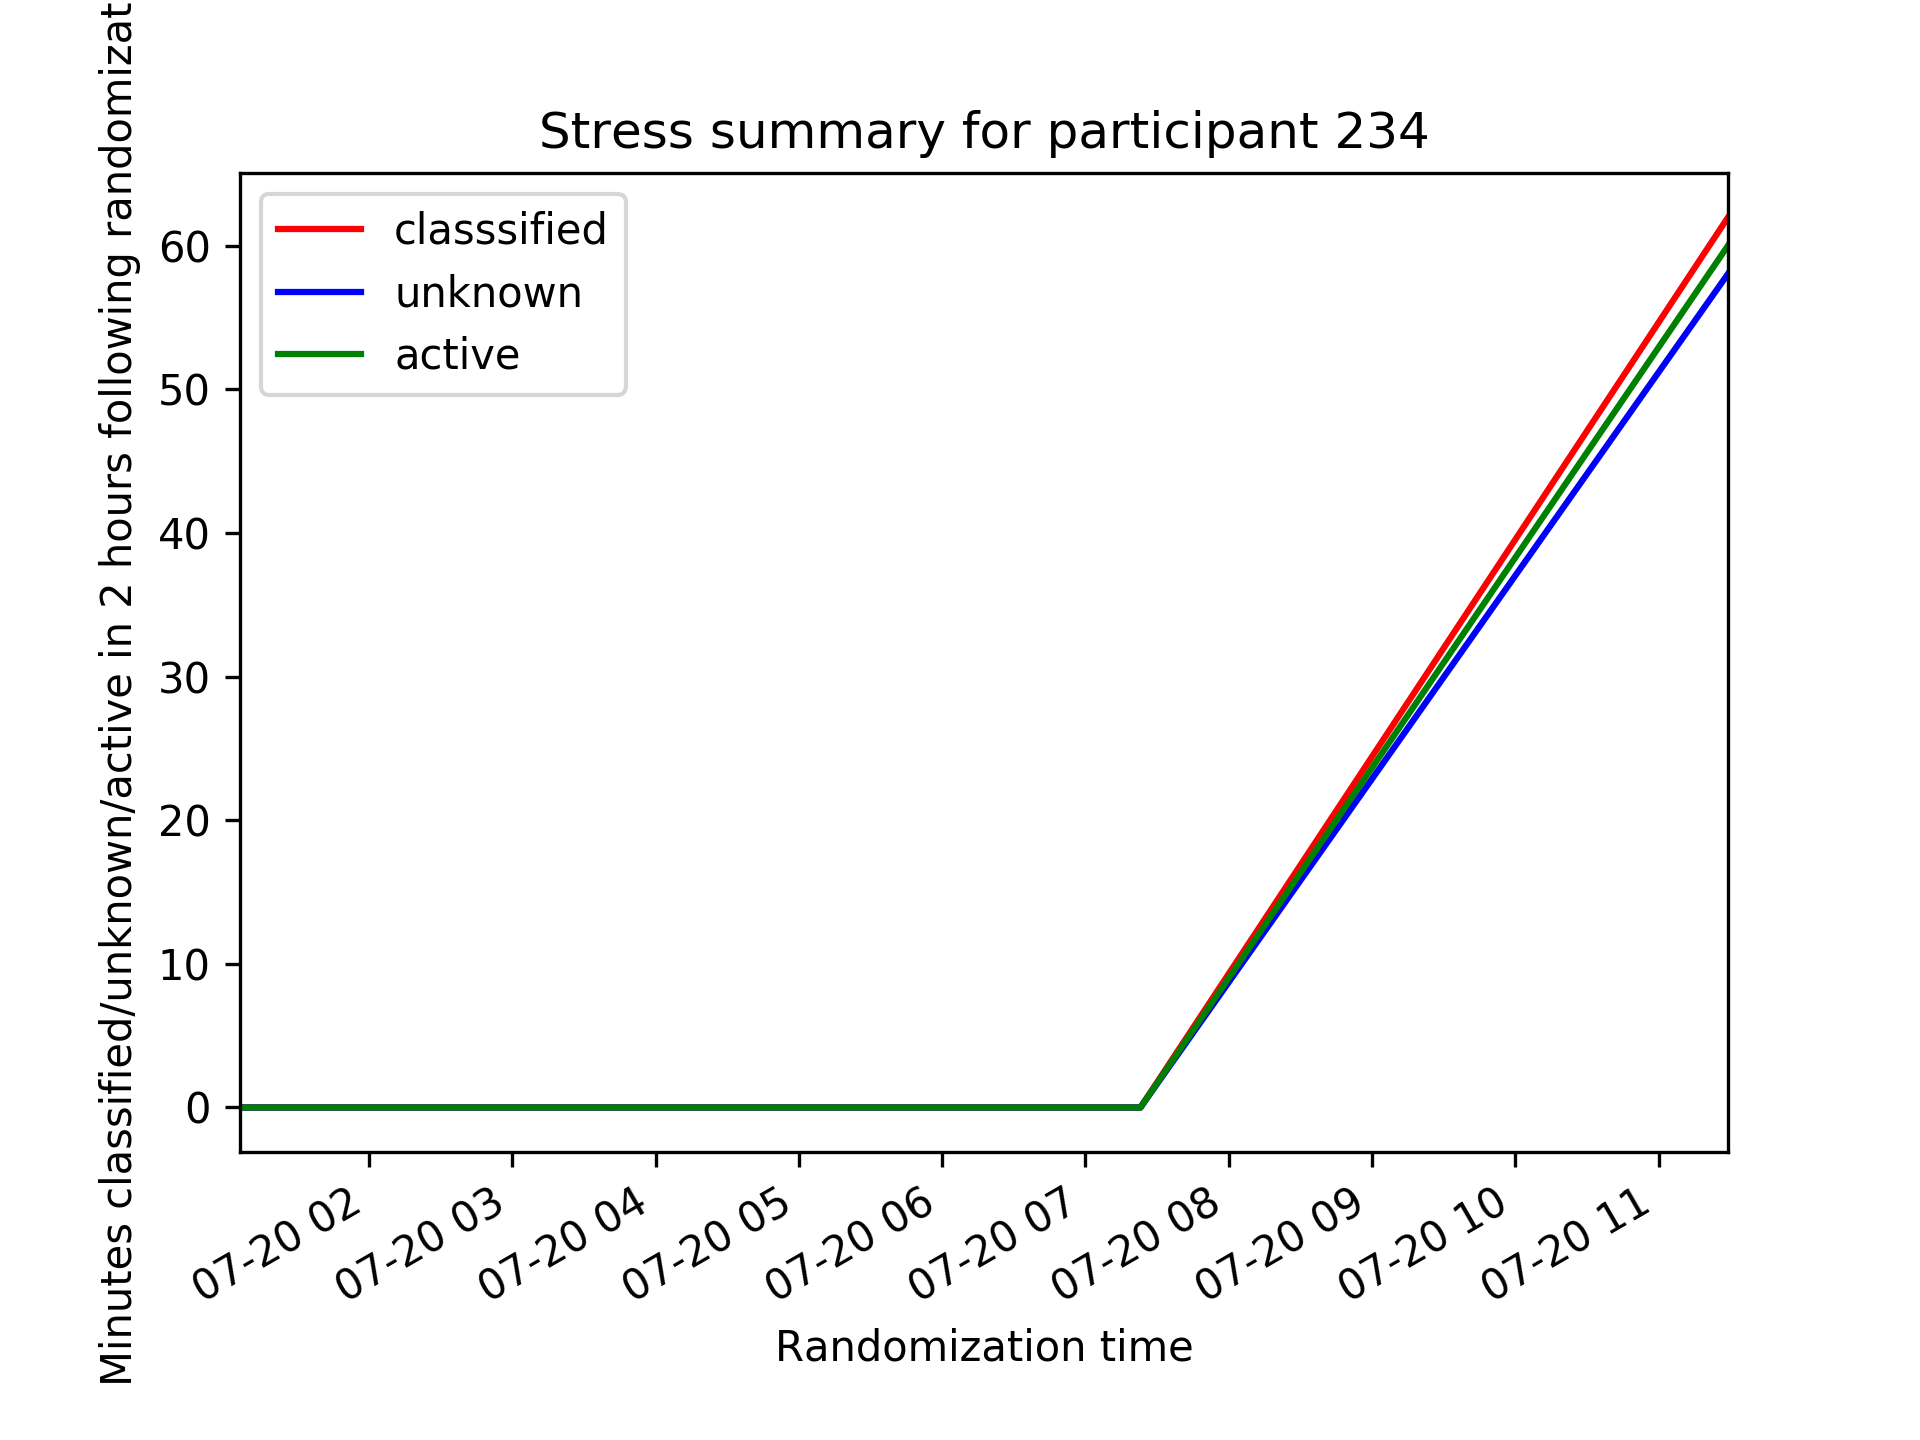 Stress summary for participant 234
Minutes classified/unknown/active in 2 hours following randomizat
classsified
unknown
active
60
50
40
30
20
10
0
07-20 02
07-20 03
07-20 04
07-20 05
07-20 06
07-20 07
07-20 08
07-20 09
07-20 10
07-20 11
Randomization time